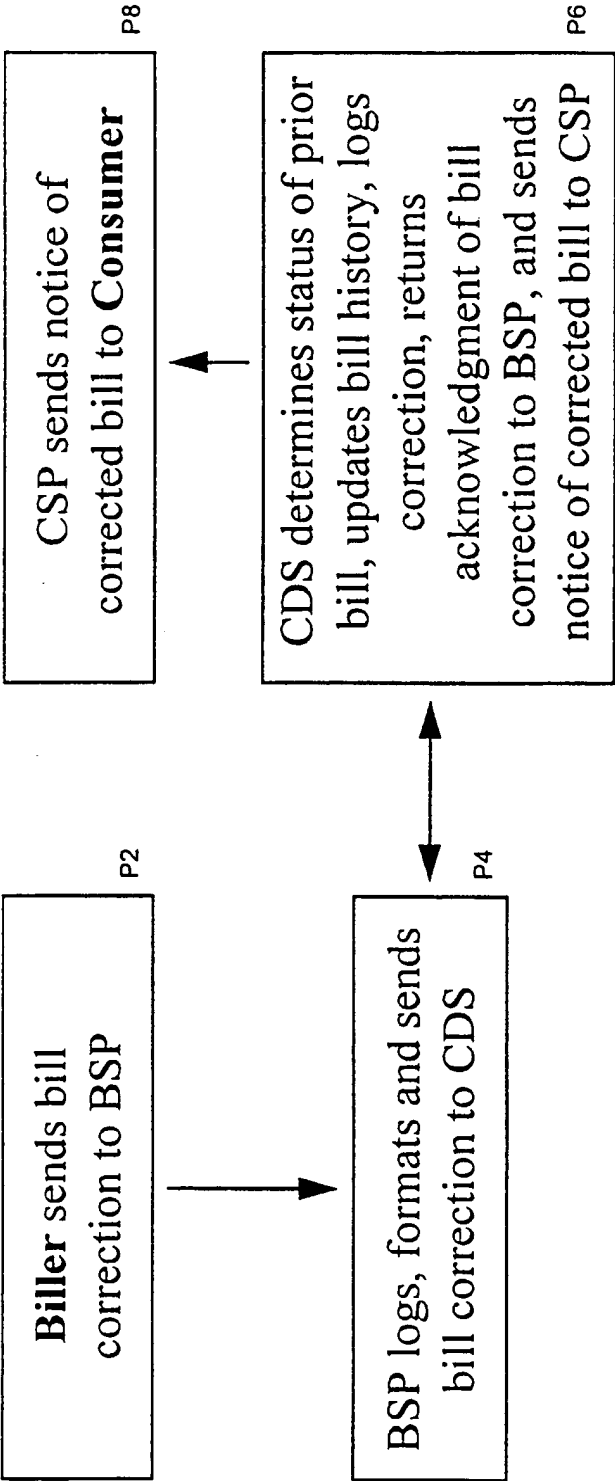 Biller sends bill
correction to BSP
P2
BSP logs, formats and sends
bill correction to CDS
P4
CDS determines status of prior
bill, updates bill history, logs
correction, returns
acknowledgment of bill
correction to BSP, and sends
notice of corrected bill to CSP
P6
CSP sends notice of
corrected bill to Consumer
P8